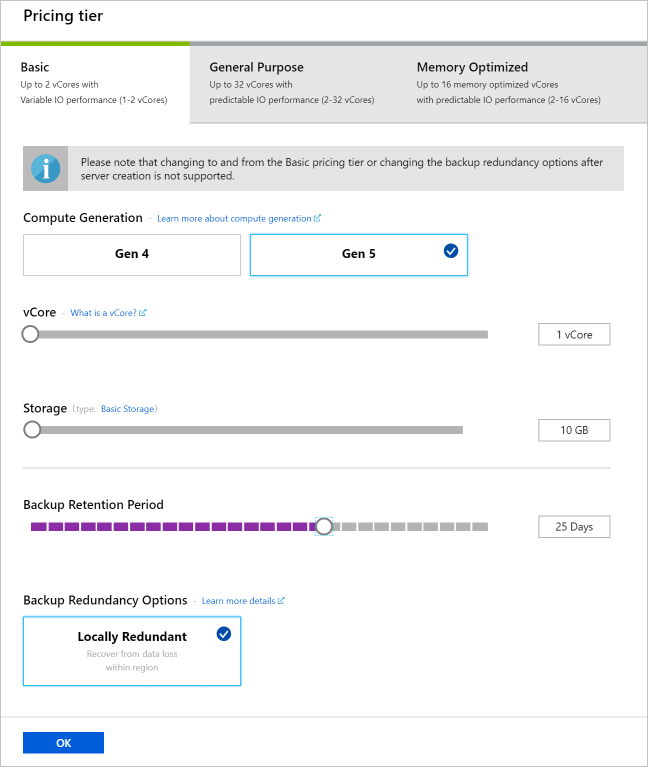 Pricing tier
Basic
Up to 2 vCores with
Variable IO performance (1-2 vCores)
General Purpose
Up to 32 vCores with
predictable IO performance (2-32 vCores)
Memory Optimized
Up to 16 memory optimized vCores
with predictable IO performance (2-16 vCores)
Please note that changing to and from the Basic pricing tier or changing the backup redundancy options after
server creation is not supported.
Compute Generation - Learn more about compute generation
Gen 4
Gen 5
vCore - What is a vCore?
1 vCore
Storage (type: Basic Storage)
10 GB
Backup Retention Period
25 Days
Backup Redundancy Options - Learn more details
Locally Redundant
Recover from data loss
within region
OK